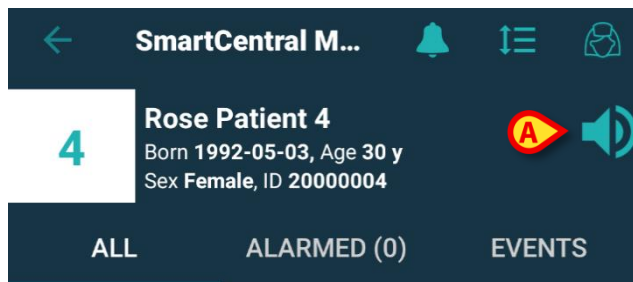 SmartCentral M...
4
Rose Patient 4
Born 1992-05-03, Age 30 y
Sex Female, ID 20000004
A
ALL ALARMED (0) EVENTS